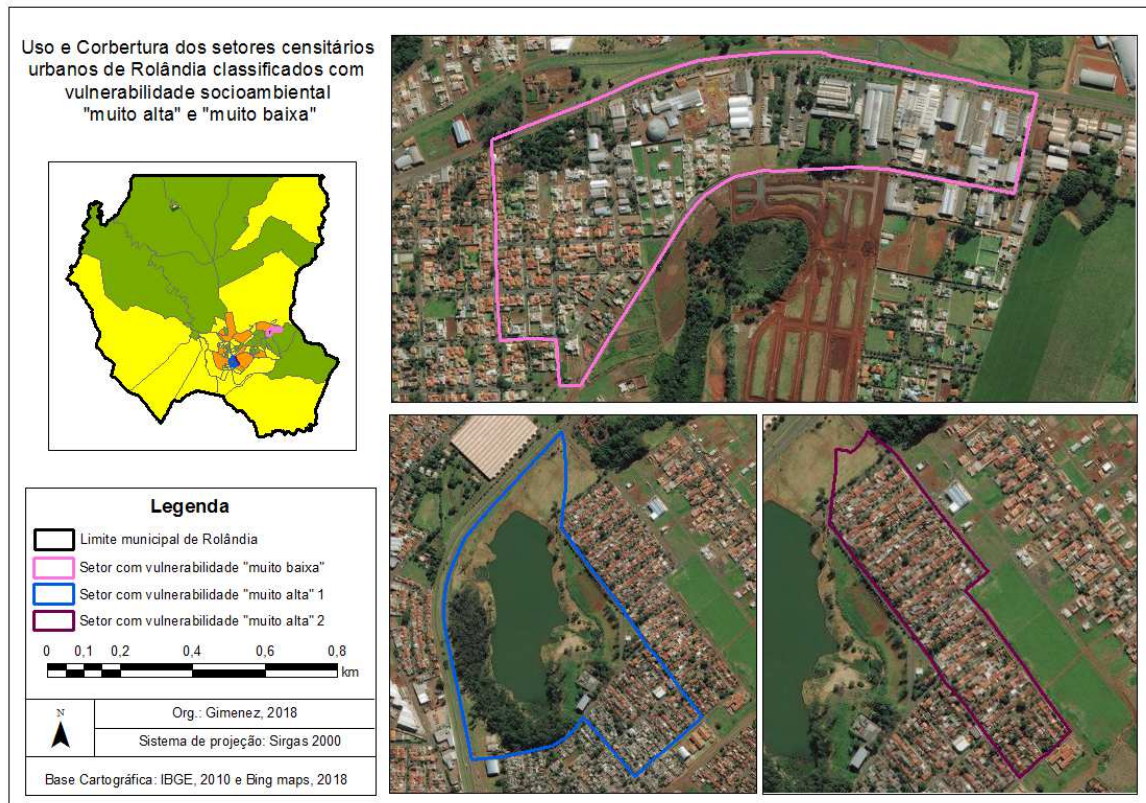 Uso e Corbertura dos setores censitários
urbanos de Rolândia classificados com
vulnerabilidade socioambiental
"muito alta" e "muito baixa"
Legenda
Limite municipal de Rolândia
Setor com vulnerabilidade "muito baixa"
Setor com vulnerabilidade "muito alta" 1
Setor com vulnerabilidade "muito alta" 2
0 0,1 0,2 0,4 0,6 0,8
km
N
Org.: Gimenez, 2018
Sistema de projeção: Sirgas 2000
Base Cartográfica: IBGE, 2010 e Bing maps, 2018